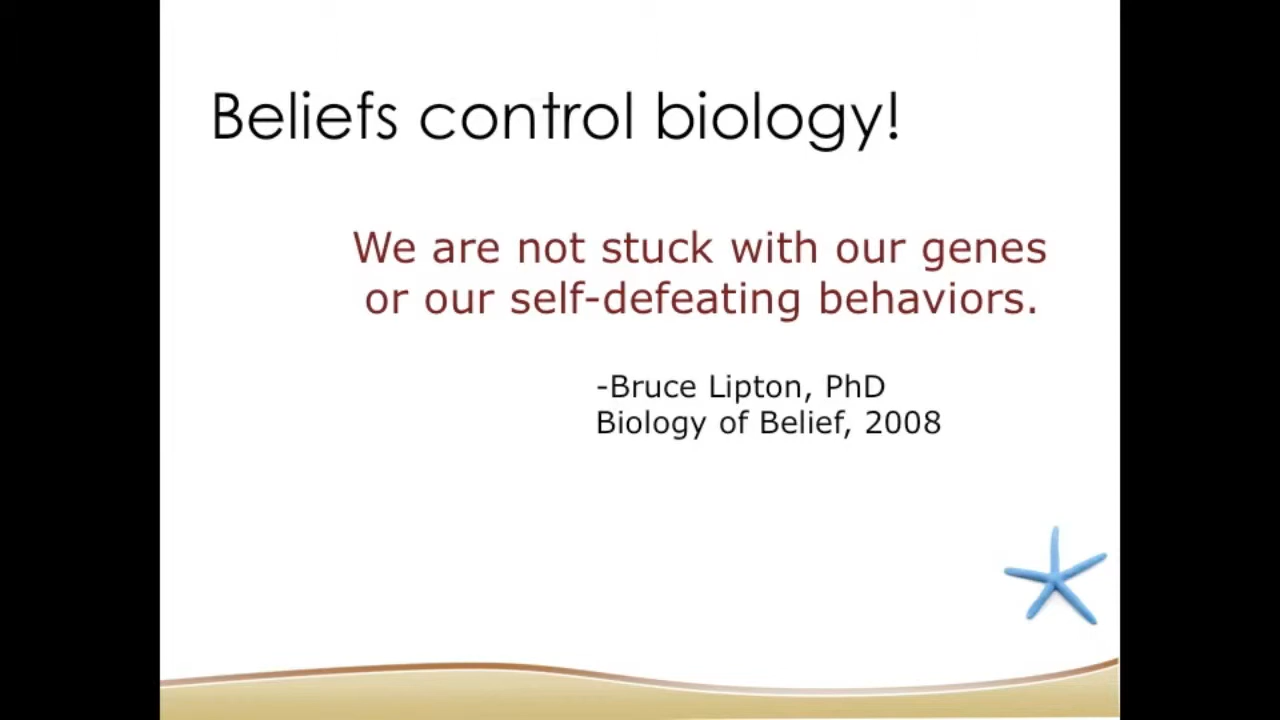 Beliefs control biology!
We are not stuck with our genes
or our self-defeating behaviors.
-Bruce Lipton, PhD
Biology of Belief, 2008